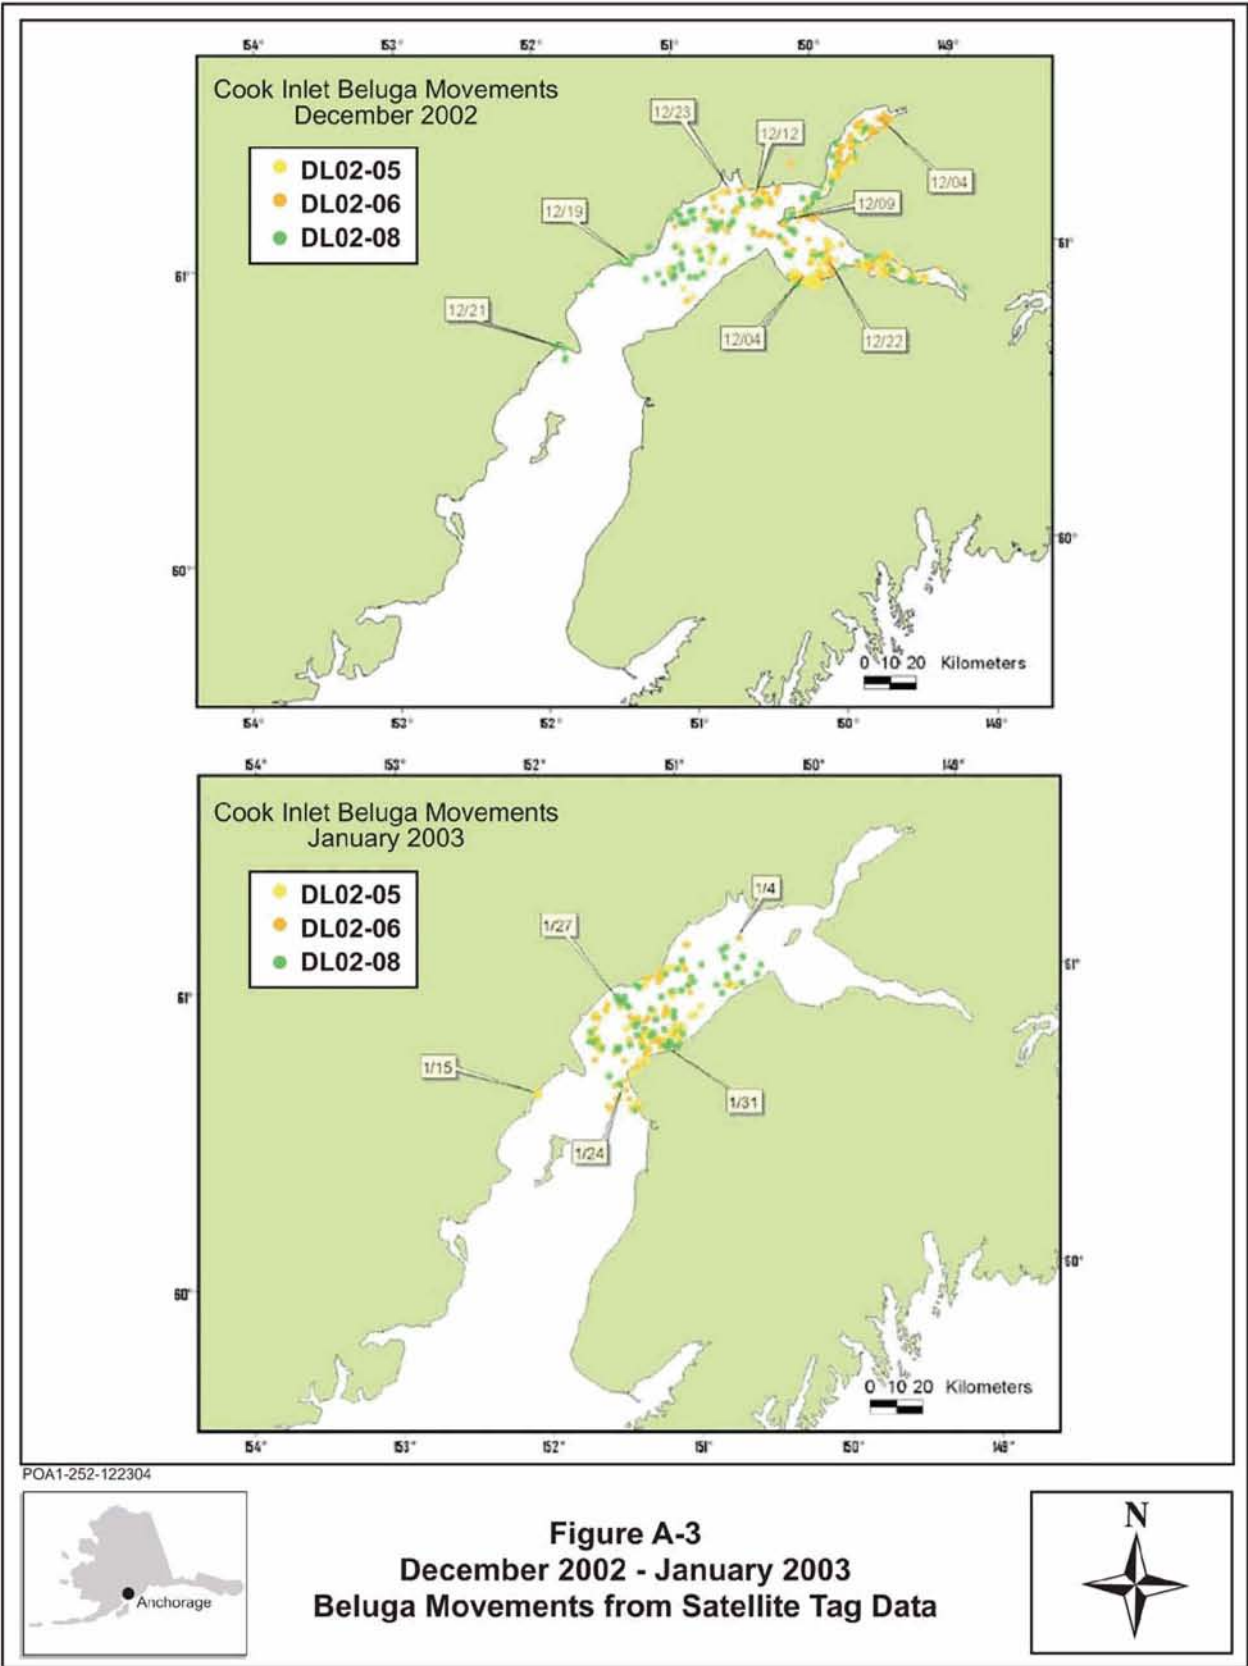 154° 153° 152° 151° 150° 149°
Cook Inlet Beluga Movements
December 2002
DL02-05
DL02-06
DL02-08
12/23
12/12
12/04
12/09
12/19
61°
61°
12/21
12/04
12/22
60°
60°
0 10 20 Kilometers
154° 153° 152° 151° 150° 149°
154° 153° 152° 151° 150° 149°
Cook Inlet Beluga Movements
January 2003
DL02-05
DL02-06
DL02-08
1/4
1/27
61°
61°
1/15
1/31
1/24
60°
60°
0 10 20 Kilometers
154° 153° 152° 151° 150° 149°
POA1-252-122304
Anchorage
Figure A-3
December 2002 - January 2003
Beluga Movements from Satellite Tag Data
N